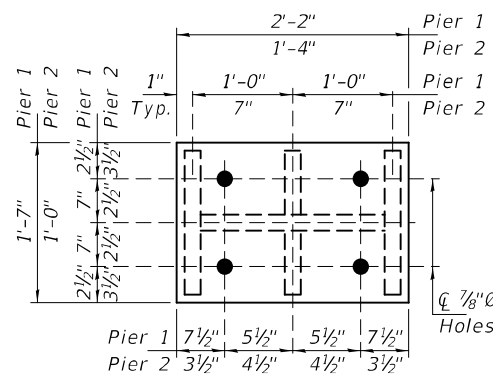 2'-2" Pier 1
1'-4" Pier 2
1" 1'-0" 1'-0" Pier 1
Typ. 7" 7" Pier 2
Pier 1
Pier 2
Pier 1
Pier 2
1'-7"
1'-0"
2½" 7" 7" 2½"
3½" 2½" 2½" 3½"
℄ ⅞"Ø
Holes
Pier 1 7½" 5½" 5½" 7½"
Pier 2 3½" 4½" 4½" 3½"